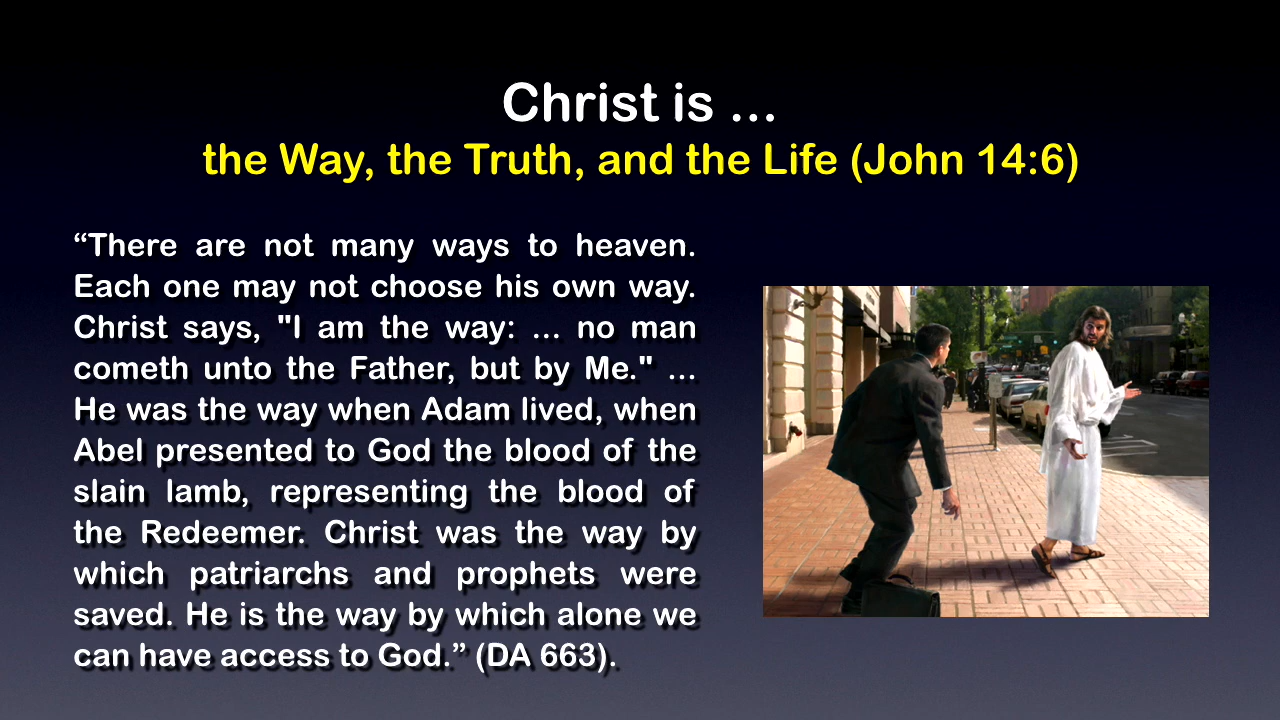 Christ is ...
the Way, the Truth, and the Life (John 14:6)
“There are not many ways to heaven.
Each one may not choose his own way.
Christ says, "I am the way: ... no man
cometh unto the Father, but by Me." ...
He was the way when Adam lived, when
Abel presented to God the blood of the
slain lamb, representing the blood of
the Redeemer. Christ was the way by
which patriarchs and prophets were
saved. He is the way by which alone we
can have access to God.” (DA 663).